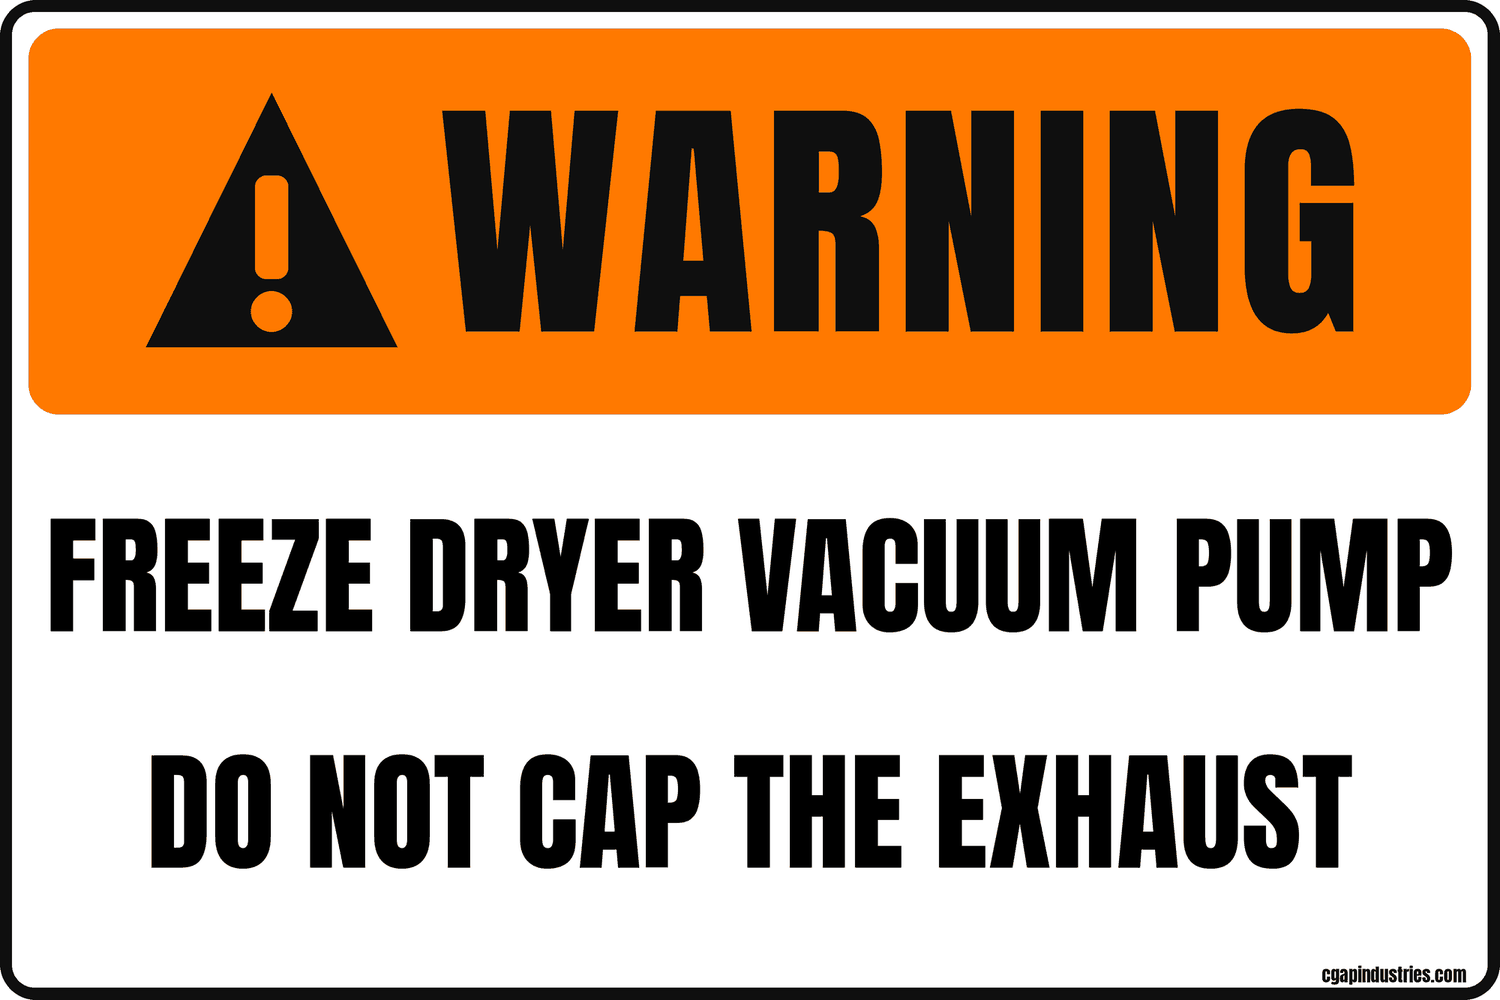 WARNING
FREEZE DRYER VACUUM PUMP
DO NOT CAP THE EXHAUST
cgapindustries.com